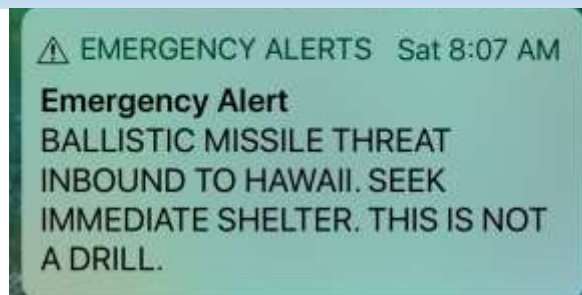 EMERGENCY ALERTS Sat 8:07 AM
Emergency Alert
BALLISTIC MISSILE THREAT
INBOUND TO HAWAII. SEEK
IMMEDIATE SHELTER. THIS IS NOT
A DRILL.